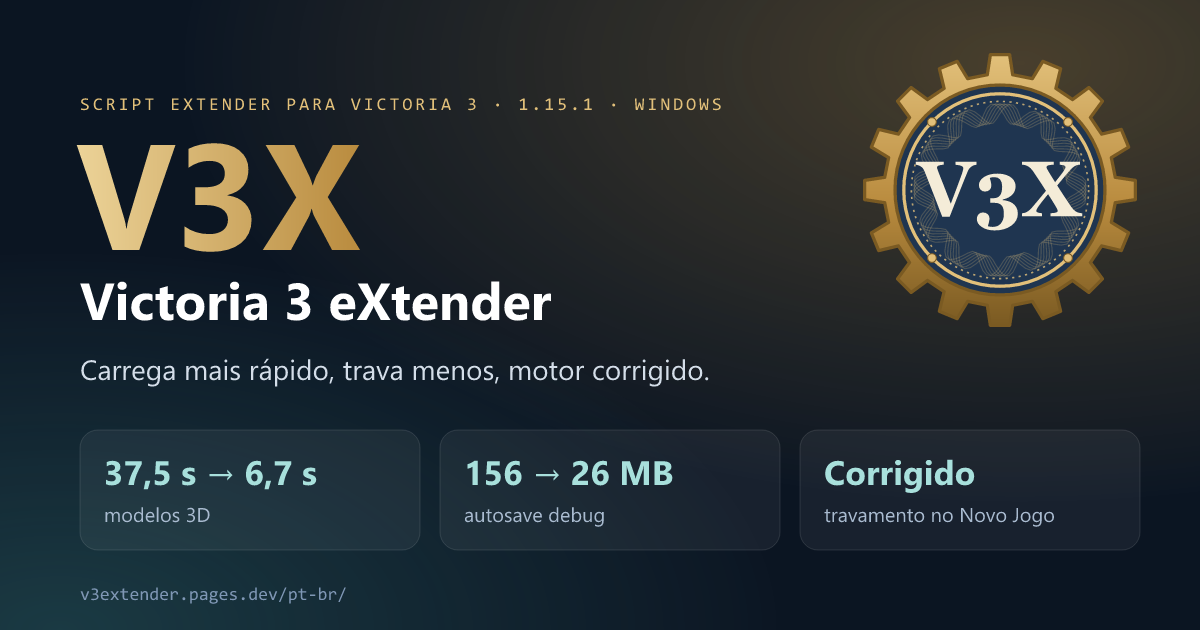 SCRIPT EXTENDER PARA VICTORIA 3 · 1.15.1 · WINDOWS
V3X
V3X
Victoria 3 eXtender
Carrega mais rápido, trava menos, motor corrigido.
37,5 s → 6,7 s
modelos 3D
156 → 26 MB
autosave debug
Corrigido
travamento no Novo Jogo
v3extender.pages.dev/pt-br/